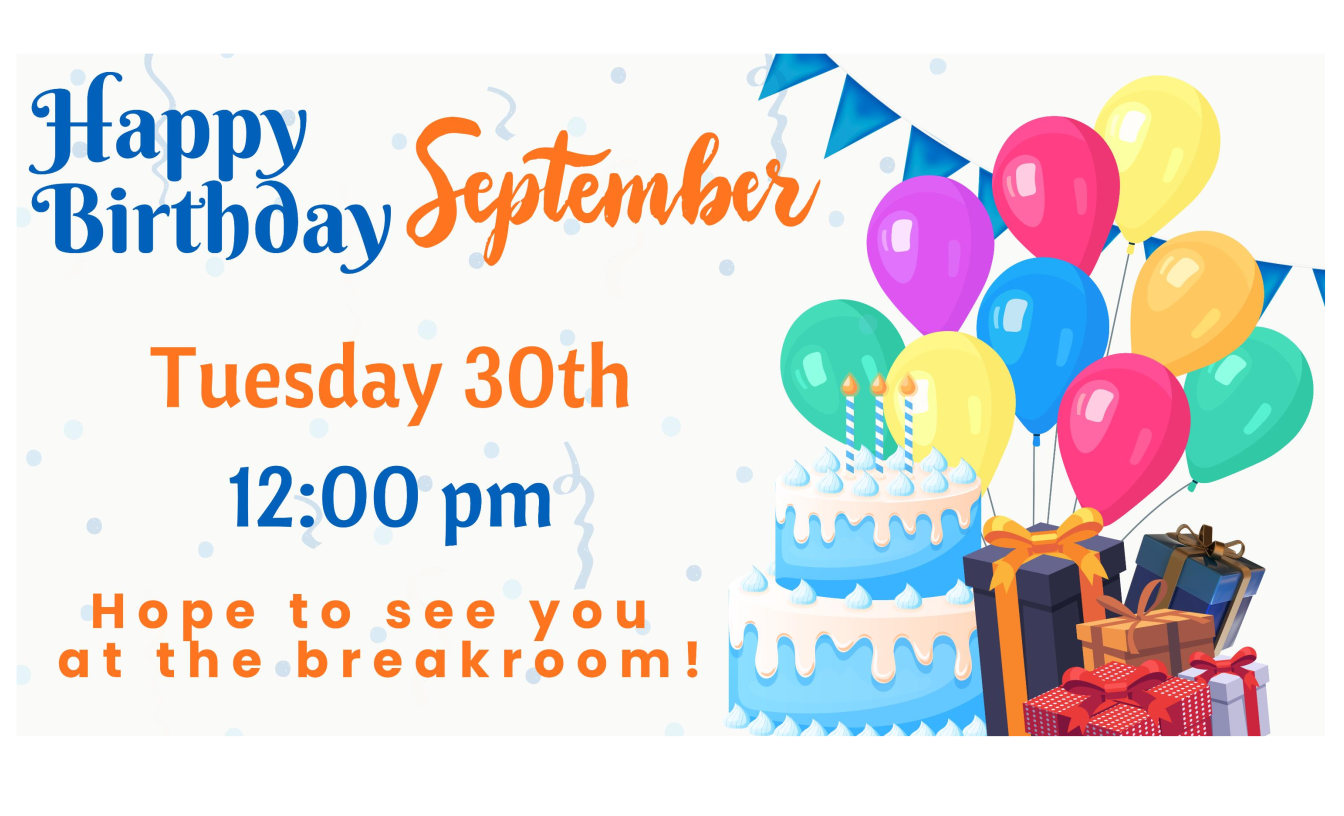 Happy
Birthday
September
Tuesday 30th
12:00 pm
Hope to see you
at the breakroom!